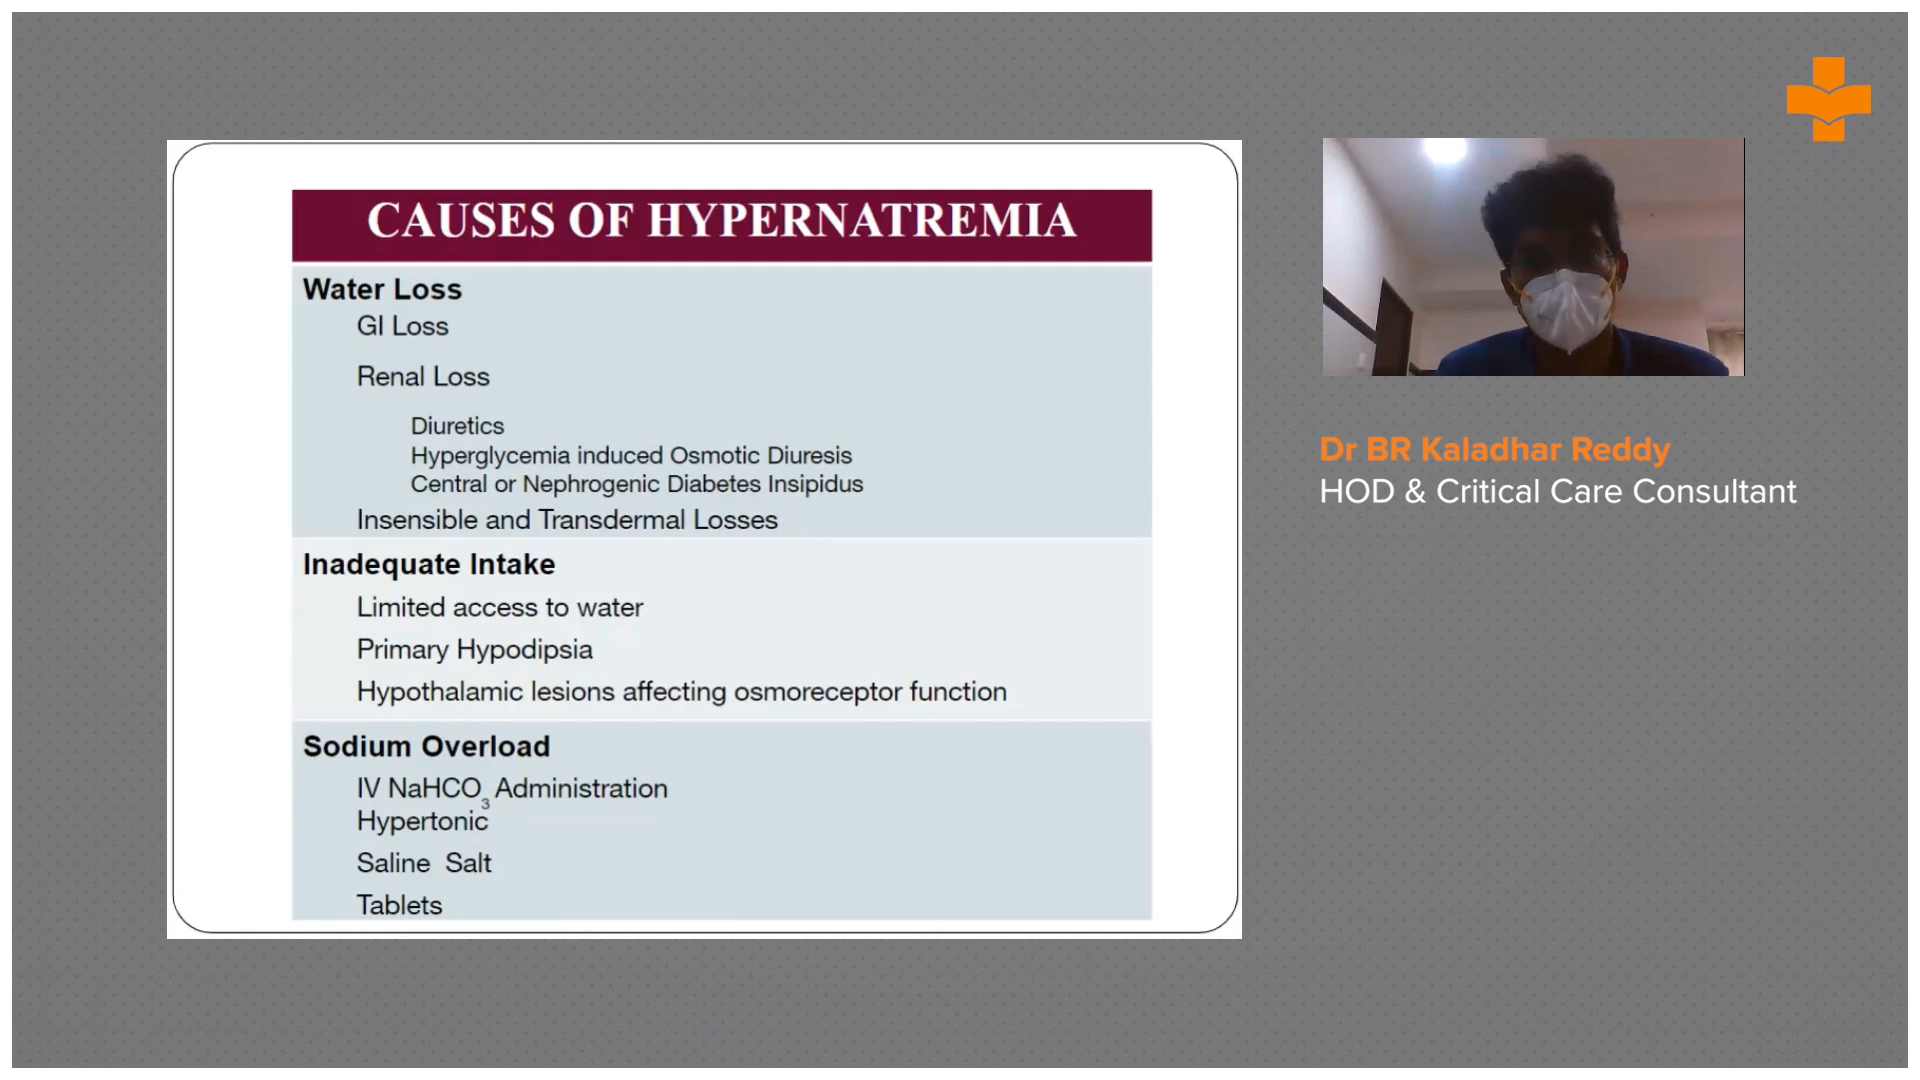 CAUSES OF HYPERNATREMIA
Water Loss
GI Loss
Renal Loss
Diuretics
Hyperglycemia induced Osmotic Diuresis
Central or Nephrogenic Diabetes Insipidus
Insensible and Transdermal Losses
Inadequate Intake
Limited access to water
Primary Hypodipsia
Hypothalamic lesions affecting osmoreceptor function
Sodium Overload
IV NaHCO3 Administration
Hypertonic
Saline Salt
Tablets
Dr BR Kaladhar Reddy
HOD & Critical Care Consultant